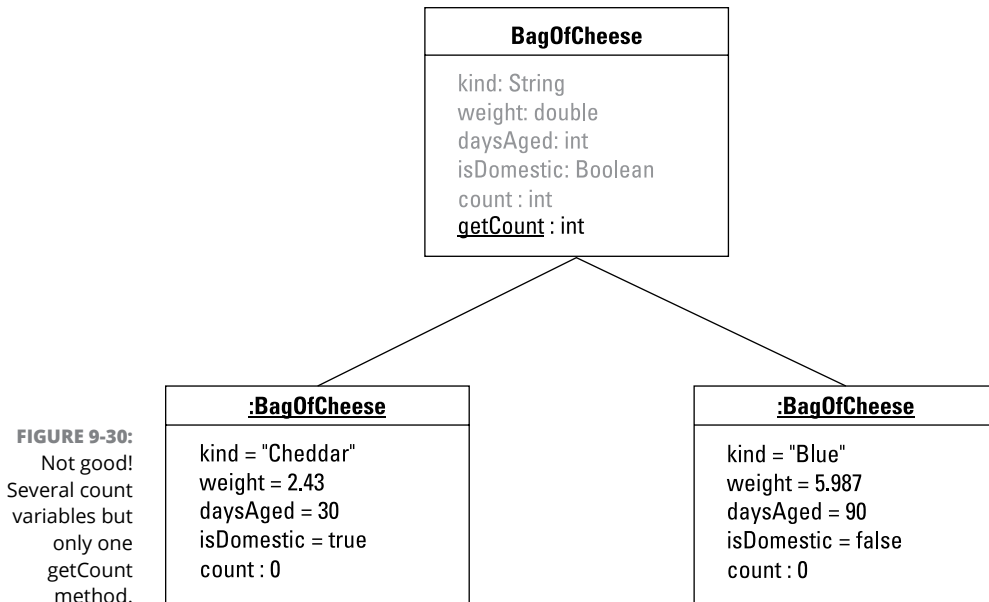 BagOfCheese
kind: String
weight: double
daysAged: int
isDomestic: Boolean
count : int
getCount : int
:BagOfCheese
kind = "Cheddar"
weight = 2.43
daysAged = 30
isDomestic = true
count : 0
:BagOfCheese
kind = "Blue"
weight = 5.987
daysAged = 90
isDomestic = false
count : 0
FIGURE 9-30:
Not good!
Several count
variables but
only one
getCount
method.